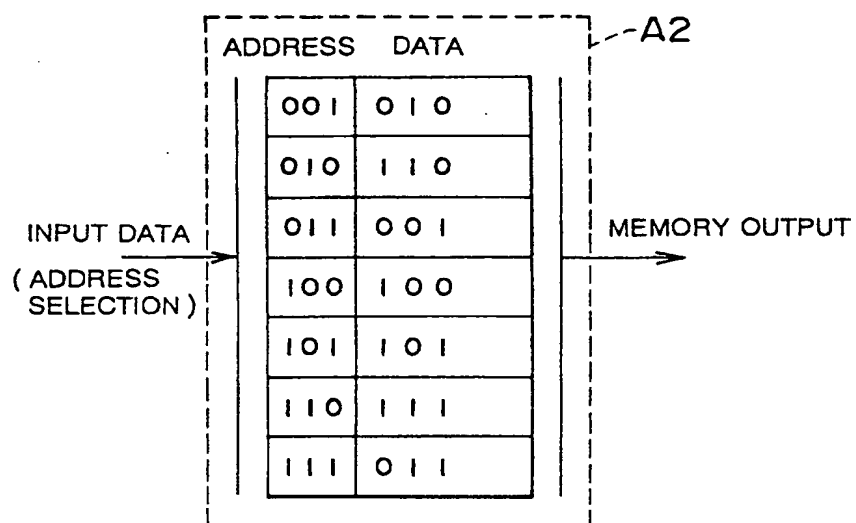 A2
ADDRESS DATA
001 010
010 110
011 001
100 100
101 101
110 111
111 011
INPUT DATA
(ADDRESS
SELECTION)
MEMORY OUTPUT